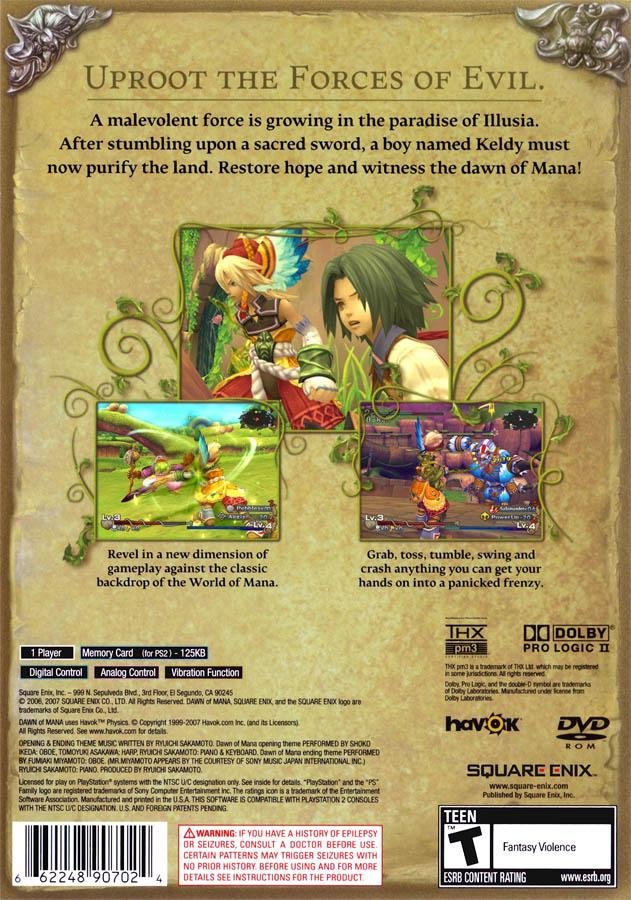 UPROOT THE FORCES OF EVIL.
A malevolent force is growing in the paradise of Illusia.
After stumbling upon a sacred sword, a boy named Keldy must
now purify the land. Restore hope and witness the dawn of Mana!
Lv.3
Lv.4
Lv.3
Lv.4
Revel in a new dimension of
gameplay against the classic
backdrop of the World of Mana.
Grab, toss, tumble, swing and
crash anything you can get your
hands on into a panicked frenzy.
1 Player
Memory Card (for PS2) - 125KB
Digital Control
Analog Control
Vibration Function
THX
pm3
DOLBY
PRO LOGIC II
THX pm3 is a trademark of THX Ltd. which may be registered
in some jurisdictions. All rights reserved.
Dolby, Pro Logic, and the double-D symbol are trademarks
of Dolby Laboratories. Manufactured under license from
Dolby Laboratories.
Square Enix, Inc. – 999 N. Sepulveda Blvd., 3rd Floor, El Segundo, CA 90245
© 2006, 2007 SQUARE ENIX CO., LTD. All Rights Reserved. DAWN OF MANA, SQUARE ENIX, and the SQUARE ENIX logo are
trademarks of Square Enix Co., Ltd.
DAWN OF MANA uses Havok™ Physics. © Copyright 1999-2007 Havok.com Inc. (and its Licensors).
All Rights Reserved. See www.havok.com for details.
OPENING & ENDING THEME MUSIC WRITTEN BY RYUICHI SAKAMOTO. Dawn of Mana opening theme PERFORMED BY SHOKO
IKEDA: OBOE, TOMOYUKI ASAKAWA: HARP, RYUICHI SAKAMOTO: PIANO & KEYBOARD. Dawn of Mana ending theme PERFORMED
BY FUMIAKI MIYAMOTO: OBOE. (MR.MIYAMOTO APPEARS BY THE COURTESY OF SONY MUSIC JAPAN INTERNATIONAL INC.)
RYUICHI SAKAMOTO: PIANO. PRODUCED BY RYUICHI SAKAMOTO.
Licensed for play on PlayStation® systems with the NTSC U/C designation only. See inside for details. "PlayStation" and the "PS"
Family logo are registered trademarks of Sony Computer Entertainment Inc. The ratings icon is a trademark of the Entertainment
Software Association. Manufactured and printed in the U.S.A. THIS SOFTWARE IS COMPATIBLE WITH PLAYSTATION 2 CONSOLES
WITH THE NTSC U/C DESIGNATION. U.S. AND FOREIGN PATENTS PENDING.
havok
DVD
ROM
SQUARE ENIX™
www.square-enix.com
Published by Square Enix, Inc.
6 62248 90702 4
WARNING: IF YOU HAVE A HISTORY OF EPILEPSY
OR SEIZURES, CONSULT A DOCTOR BEFORE USE.
CERTAIN PATTERNS MAY TRIGGER SEIZURES WITH
NO PRIOR HISTORY. BEFORE USING AND FOR MORE
DETAILS SEE INSTRUCTIONS FOR THE PRODUCT.
TEEN
T™
Fantasy Violence
ESRB CONTENT RATING www.esrb.org